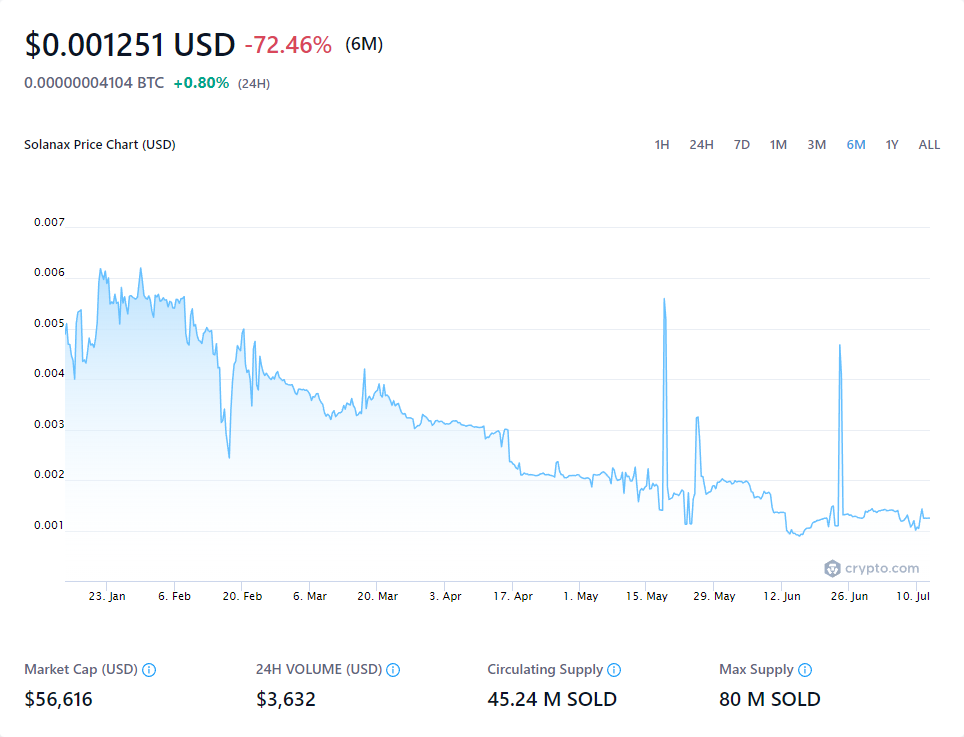 $0.001251 USD -72.46% (6M)
0.00000004104 BTC +0.80% (24H)
Solanax Price Chart (USD) 1H 24H 7D 1M 3M 6M 1Y ALL
0.007
0.006
0.005
0.004
0.003
0.002
0.001
crypto.com
23. Jan 6. Feb 20. Feb 6. Mar 20. Mar 3. Apr 17. Apr 1. May 15. May 29. May 12. Jun 26. Jun 10. Jul
Market Cap (USD) 24H VOLUME (USD) Circulating Supply Max Supply
$56,616 $3,632 45.24 M SOLD 80 M SOLD